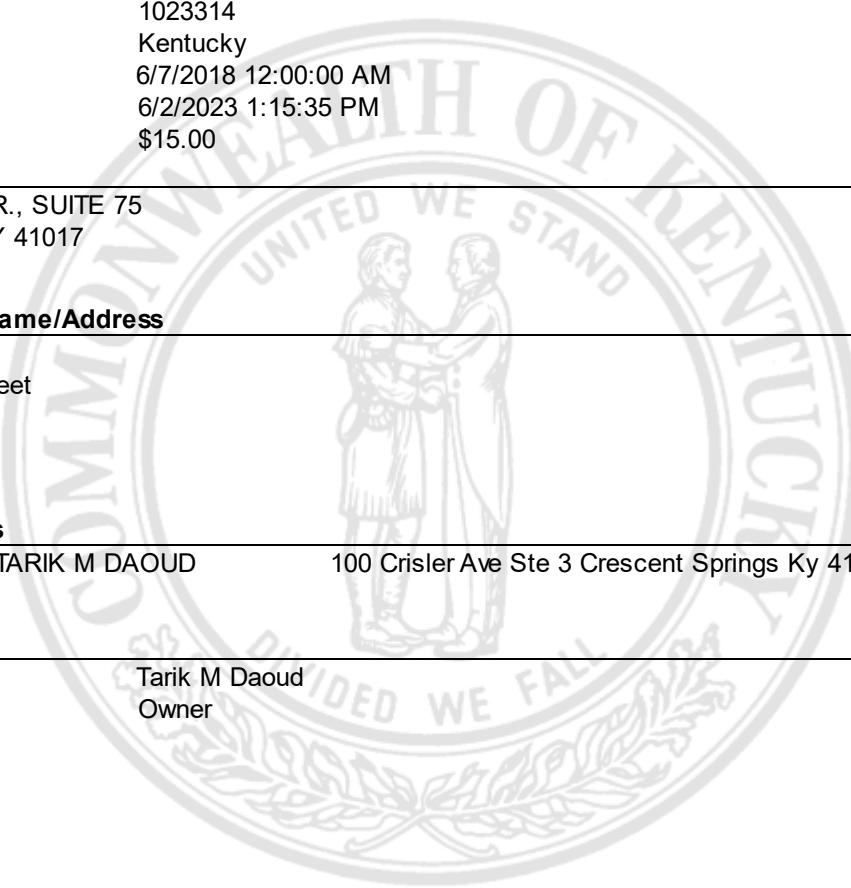 1023314
Kentucky
6/7/2018 12:00:00 AM
6/2/2023 1:15:35 PM
$15.00
R., SUITE 75
Y 41017
ame/Address
eet
s
TARIK M DAOUD 100 Crisler Ave Ste 3 Crescent Springs Ky 41
Tarik M Daoud
Owner
COMMONWEALTH OF KENTUCKY
UNITED WE STAND
DIVIDED WE FALL